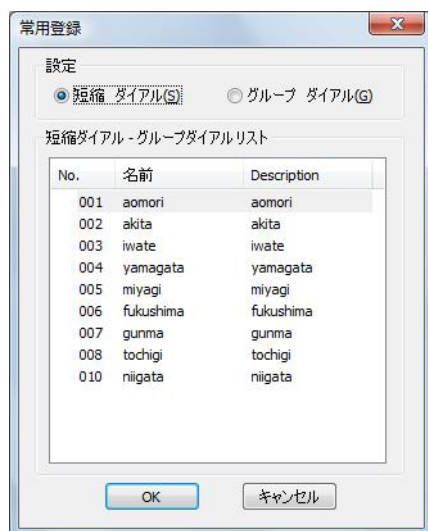 常用登録
設定
短縮 ダイアル(S) グループ ダイアル(G)
短縮ダイアル - グループダイアル リスト
No. 名前 Description
001 aomori aomori
002 akita akita
003 iwate iwate
004 yamagata yamagata
005 miyagi miyagi
006 fukushima fukushima
007 gunma gunma
008 tochigi tochigi
010 niigata niigata
OK キャンセル